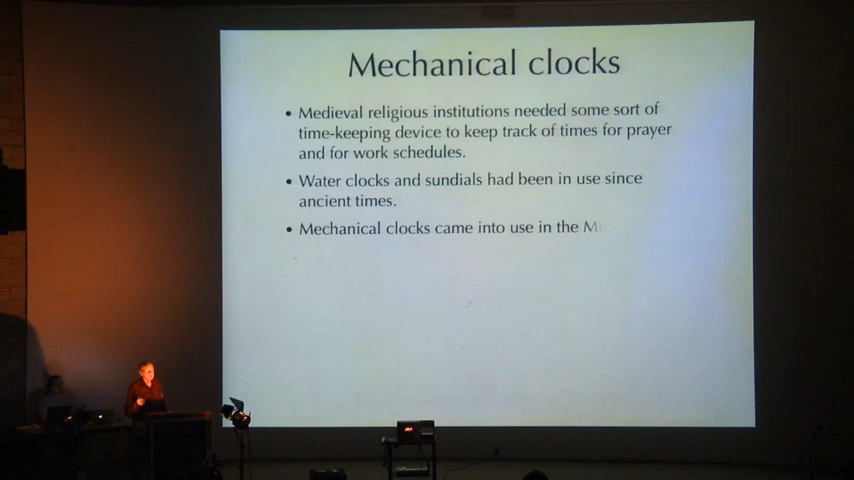 Mechanical clocks
• Medieval religious institutions needed some sort of
time-keeping device to keep track of times for prayer
and for work schedules.
• Water clocks and sundials had been in use since
ancient times.
• Mechanical clocks came into use in the M